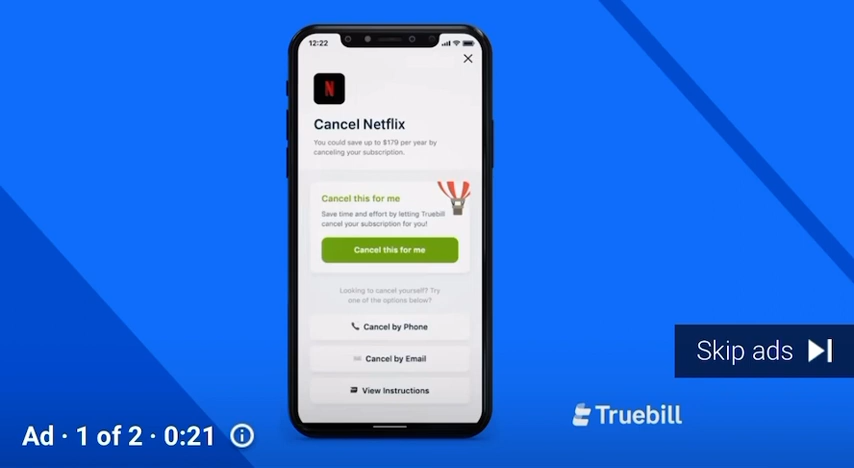 12:22
N
Cancel Netflix
You could save up to $179 per year by
canceling your subscription.
Cancel this for me
Save time and effort by letting Truebill
cancel your subscription for you!
Cancel this for me
Looking to cancel yourself? Try
one of the options below?
Cancel by Phone
Cancel by Email
View Instructions
Skip ads
Truebill
Ad · 1 of 2 · 0:21